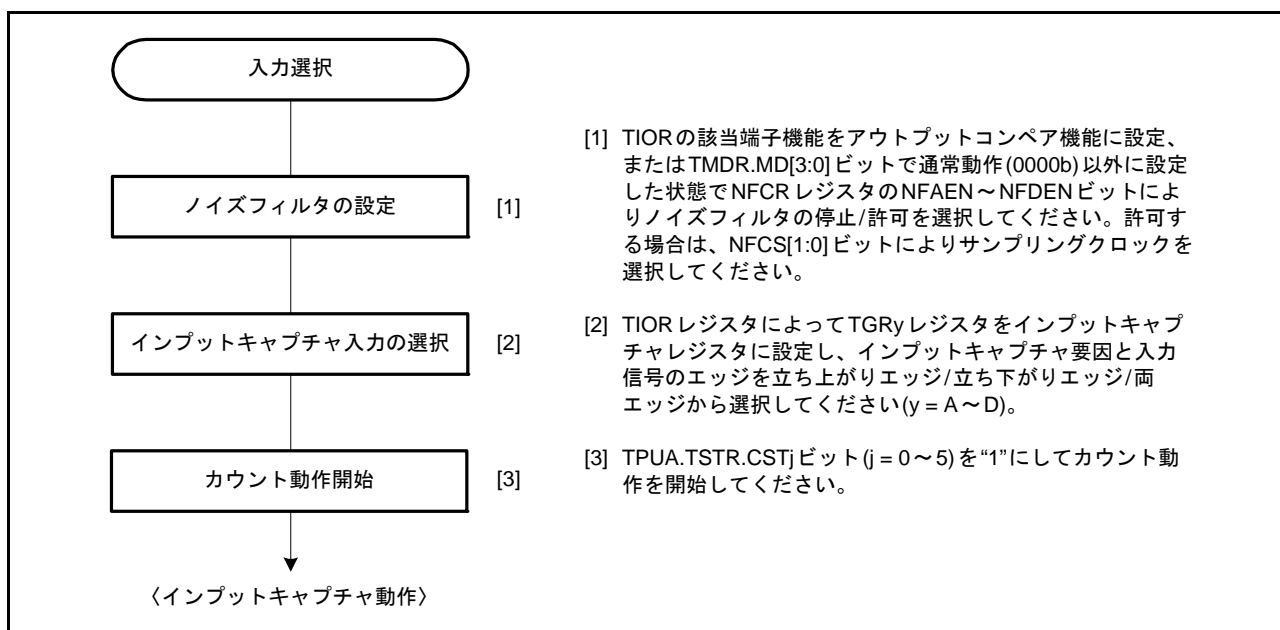 入力選択
ノイズフィルタの設定
[1]
インプットキャプチャ入力の選択
[2]
カウント動作開始
[3]
〈インプットキャプチャ動作〉
[1] TIORの該当端子機能をアウトプットコンペア機能に設定、
またはTMDR.MD[3:0]ビットで通常動作(0000b)以外に設定
した状態でNFCRレジスタのNFAEN～NFDENビットによ
りノイズフィルタの停止/許可を選択してください。許可す
る場合は、NFCS[1:0]ビットによりサンプリングクロックを
選択してください。
[2] TIORレジスタによってTGRyレジスタをインプットキャプ
チャレジスタに設定し、インプットキャプチャ要因と入力
信号のエッジを立ち上がりエッジ/立ち下がりエッジ/両
エッジから選択してください(y = A～D)。
[3] TPUA.TSTR.CSTjビット(j = 0～5)を“1”にしてカウント動
作を開始してください。